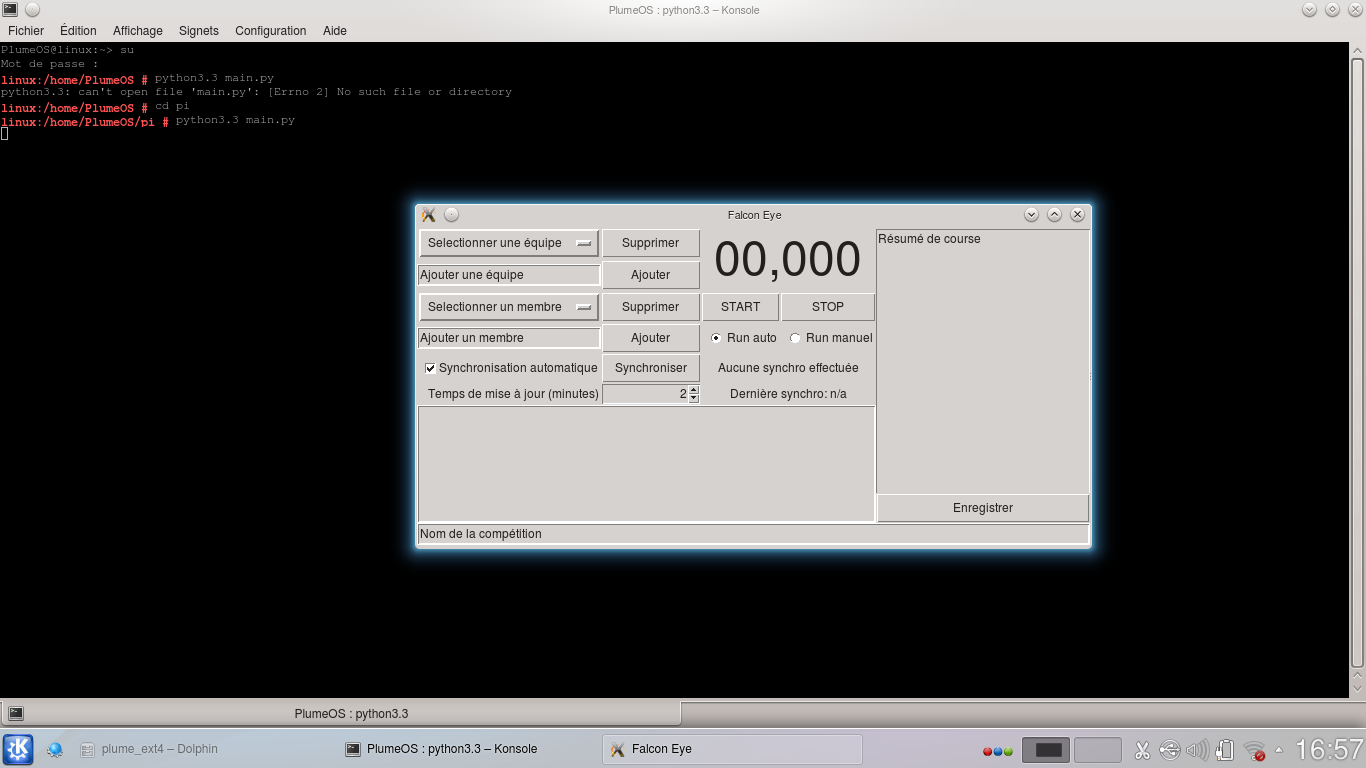 PlumeOS : python3.3 – Konsole
Fichier Édition Affichage Signets Configuration Aide
PlumeOS@linux:~> su
Mot de passe :
linux:/home/PlumeOS # python3.3 main.py
python3.3: can't open file 'main.py': [Errno 2] No such file or directory
linux:/home/PlumeOS # cd pi
linux:/home/PlumeOS/pi # python3.3 main.py
Falcon Eye
Selectionner une équipe Supprimer 00,000 Résumé de course
Ajouter une équipe Ajouter
Selectionner un membre Supprimer START STOP
Ajouter un membre Ajouter Run auto Run manuel
Synchronisation automatique Synchroniser Aucune synchro effectuée
Temps de mise à jour (minutes) 2 Dernière synchro: n/a
Enregistrer
Nom de la compétition
PlumeOS : python3.3
plume_ext4 – Dolphin PlumeOS : python3.3 – Konsole Falcon Eye 16:57